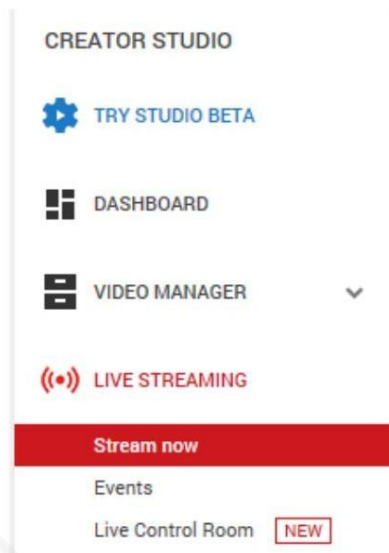 CREATOR STUDIO
TRY STUDIO BETA
DASHBOARD
VIDEO MANAGER
LIVE STREAMING
Stream now
Events
Live Control Room NEW